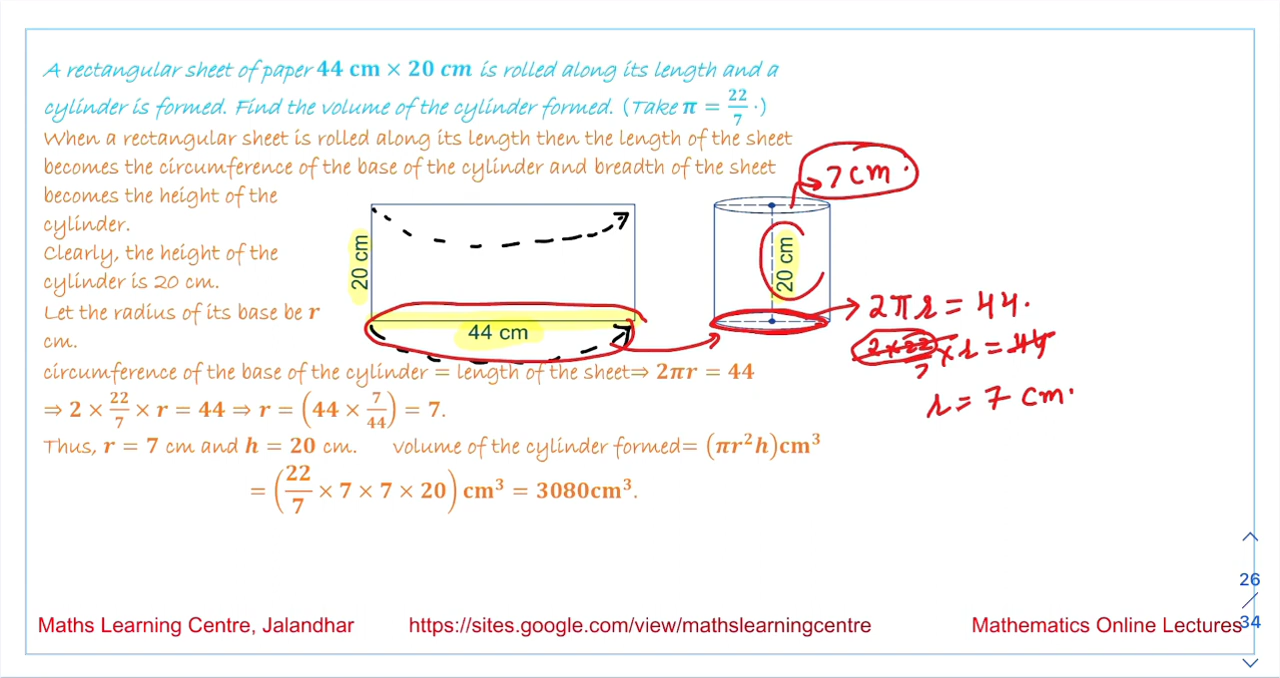 A rectangular sheet of paper 44 cm × 20 cm is rolled along its length and a
cylinder is formed. Find the volume of the cylinder formed. (Take π = 22/7 .)
When a rectangular sheet is rolled along its length then the length of the sheet
becomes the circumference of the base of the cylinder and breadth of the sheet
becomes the height of the
cylinder.
Clearly, the height of the
cylinder is 20 cm.
Let the radius of its base be r
cm.
20 cm
44 cm
7 cm.
20 cm
2πr = 44.
2×22/7 × r = 44
r = 7 cm.
circumference of the base of the cylinder = length of the sheet⇒ 2πr = 44
⇒ 2 × 22/7 × r = 44 ⇒ r = (44 × 7/44) = 7.
Thus, r = 7 cm and h = 20 cm. volume of the cylinder formed= (πr²h)cm³
= (22/7 × 7 × 7 × 20) cm³ = 3080cm³.
26
/
34
Maths Learning Centre, Jalandhar https://sites.google.com/view/mathslearningcentre Mathematics Online Lectures